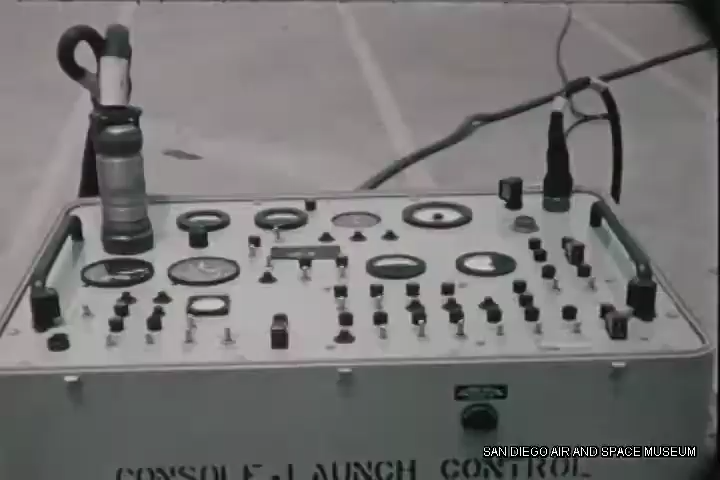 SAN DIEGO AIR AND SPACE MUSEUM
CONSOLE, LAUNCH CONTROL